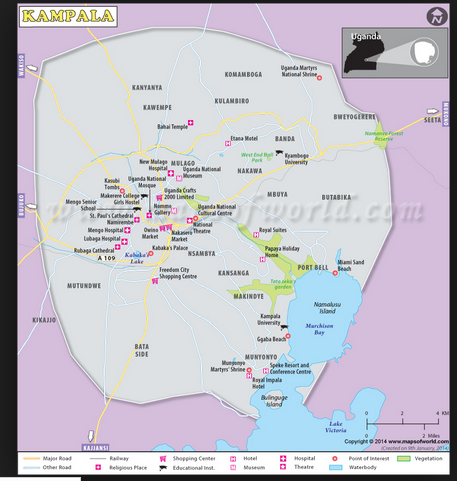 KAMPALA
N
Uganda
Uganda Martyrs
National Shrine
KOMAMBOGA
KANYANYA
KAWEMPE
KULAMBIRO
BWEYOGERERE
SEETA
MUKONO
WAKISO
Bahai Temple
Etana Motel
BANDA
Namanve Forest
Reserve
West End Nall
Park
Kyambogo
University
New Mulago
Hospital
MULAGO
Uganda National
Museum
NAKAWA
Kasubi
Tombs
Uganda National
Mosque
Makerere College
Girls Hostel
Uganda Crafts
2000 Limited
MBUYA
BUTABIKA
Mengo Senior
School
Nommo
Gallery
Uganda National
Cultural Centre
St. Paul's Cathedral
Namirembe
National
Theatre
www.mapsofworld.com
Mengo Hospital
Owino
Market
Nakasero
Market
Royal Suites
Lubaga Hospital
Rubaga Cathedral
Kabaka's Palace
NSAMBYA
Papaya Holiday
Home
A 109
Kabaka's
Lake
Freedom City
Shopping Centre
KANSANGA
PORT BELL
Miami Sand
Beach
MUTUNDWE
MAKINDYE
garden
Namalusu
Island
KIKAJJO
Kampala
University
Murchison
Bay
Ggaba Beach
BATA
SIDE
MUNYONYO
Munyonyo
Martyrs' Shrine
Speke Resort and
Conference Centre
Royal Impala
Hotel
Bulinguge
Island
KAJJANSI
Lake
Victoria
0 2 4 KM
0 2 Miles
Copyright © 2014 www.mapsofworld.com
(Created on 9th January, 2014)
Major Road
Railway
Shopping Center
Hotel
Hospital
Point of Interest
Vegetation
Other Road
Religious Place
Educational Inst.
Museum
Theatre
Waterbody